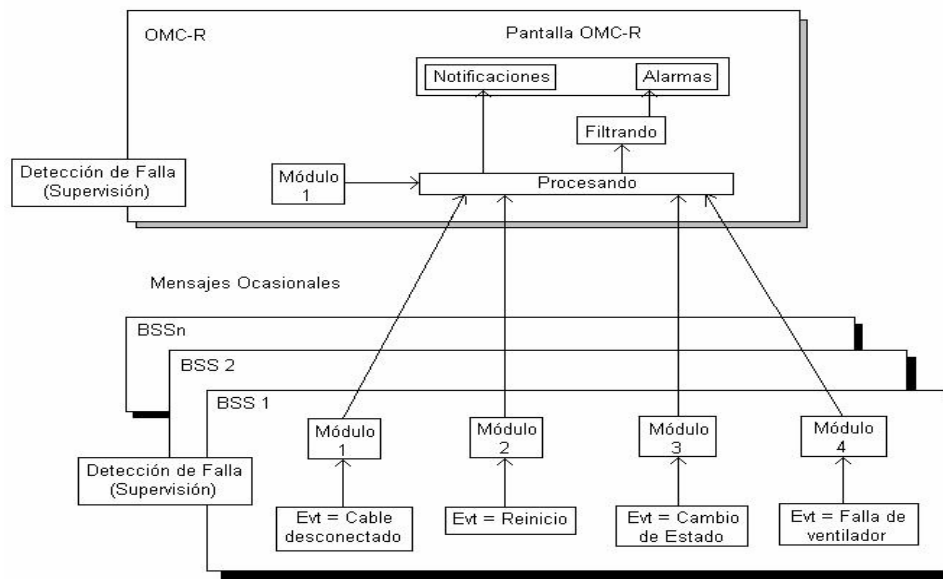 OMC-R
Pantalla OMC-R
Notificaciones
Alarmas
Filtrando
Detección de Falla
(Supervisión)
Módulo
1
Procesando
Mensajes Ocasionales
BSSn
BSS 2
BSS 1
Módulo
1
Módulo
2
Módulo
3
Módulo
4
Detección de Falla
(Supervisión)
Evt = Cable
desconectado
Evt = Reinicio
Evt = Cambio
de Estado
Evt = Falla de
ventilador